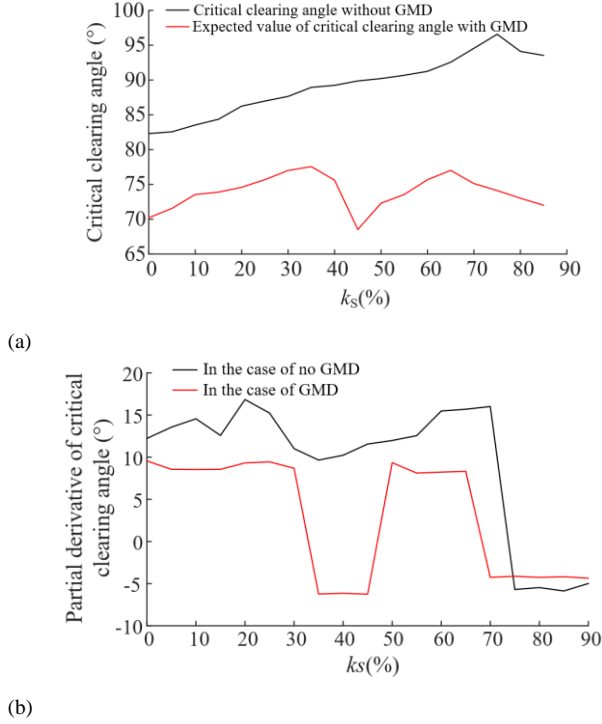 100
Critical clearing angle without GMD
Expected value of critical clearing angle with GMD
95
90
85
80
75
70
65
Critical clearing angle (°)
0 10 20 30 40 50 60 70 80 90
kS(%)
(a)
20
In the case of no GMD
In the case of GMD
15
10
5
0
-5
-10
Partial derivative of critical
clearing angle (°)
0 10 20 30 40 50 60 70 80 90
ks(%)
(b)